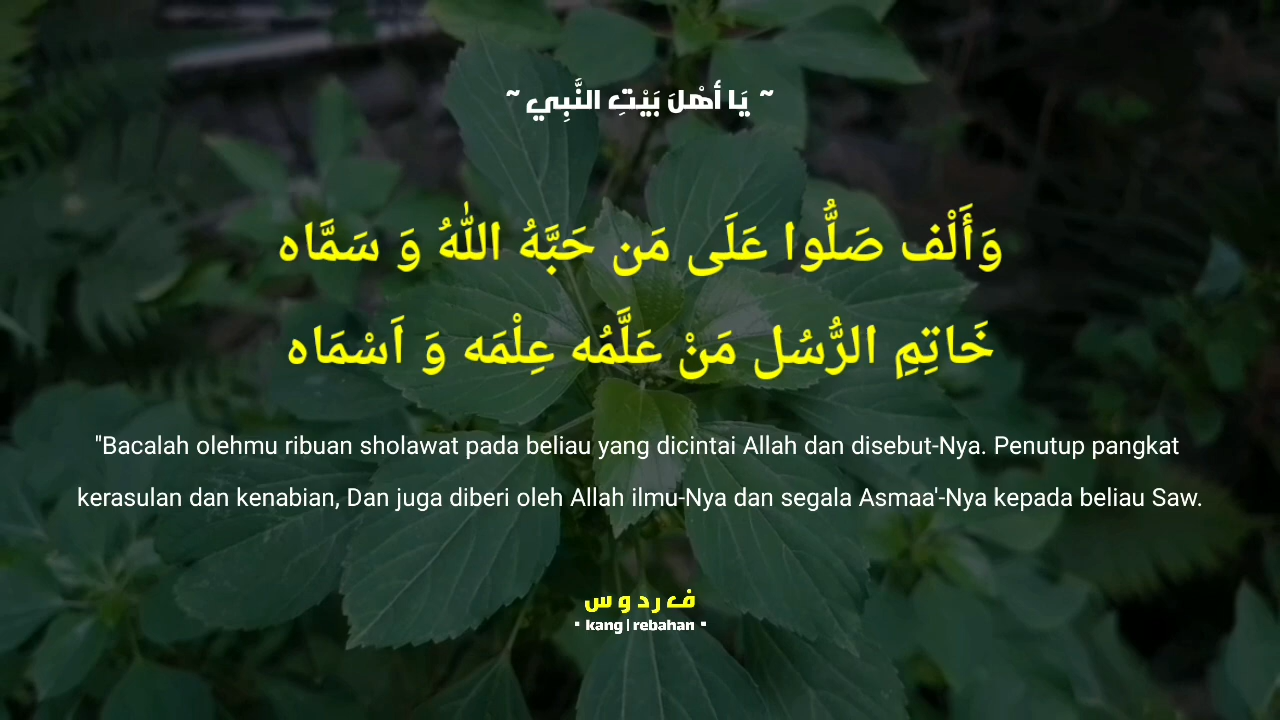 ~ يَا أهْلَ بَيْتِ النَّبِي ~
وَأَلْف صَلُّوا عَلَى مَن حَبَّهُ اللهُ وَ سَمَّاه
خَاتِمِ الرُّسُل مَنْ عَلَّمُه عِلْمَه وَ اَسْمَاه
"Bacalah olehmu ribuan sholawat pada beliau yang dicintai Allah dan disebut-Nya. Penutup pangkat
kerasulan dan kenabian, Dan juga diberi oleh Allah ilmu-Nya dan segala Asmaa'-Nya kepada beliau Saw.
ف ر د و س
· kang | rebahan ·